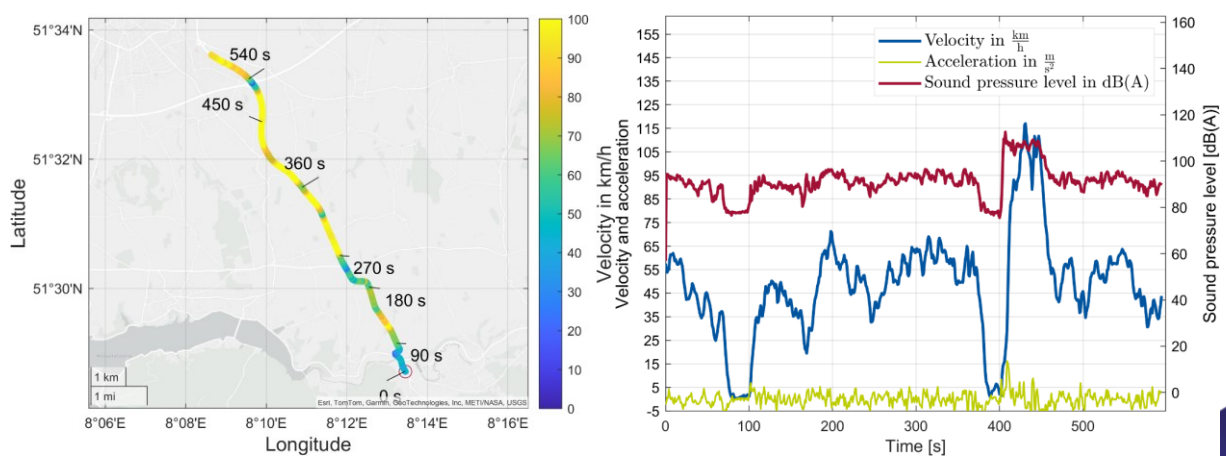 51°34'N
51°32'N
51°30'N
Latitude
540 s
450 s
360 s
270 s
180 s
90 s
0 s
1 km
1 mi
Esri, TomTom, Garmin, GeoTechnologies, Inc, METI/NASA, USGS
8°06'E
8°08'E
8°10'E
8°12'E
8°14'E
8°16'E
Longitude
100
90
80
70
60
50
40
30
20
10
0
Velocity in km/h
Velocity and acceleration
155
145
135
125
115
105
95
85
75
65
55
45
35
25
15
5
-5
Velocity in km/h
Acceleration in m/s²
Sound pressure level in dB(A)
0
100
200
300
400
500
Time [s]
160
140
120
100
80
60
40
20
0
Sound pressure level [dB(A)]